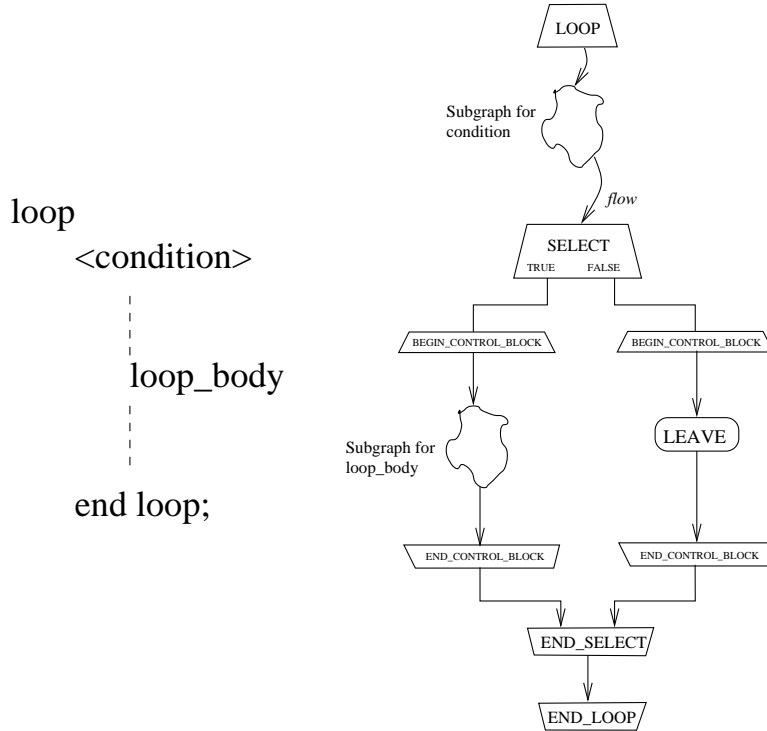 loop
<condition>
loop_body
end loop;
LOOP
Subgraph for
condition
flow
SELECT
TRUE FALSE
BEGIN_CONTROL_BLOCK
BEGIN_CONTROL_BLOCK
Subgraph for
loop_body
LEAVE
END_CONTROL_BLOCK
END_CONTROL_BLOCK
END_SELECT
END_LOOP